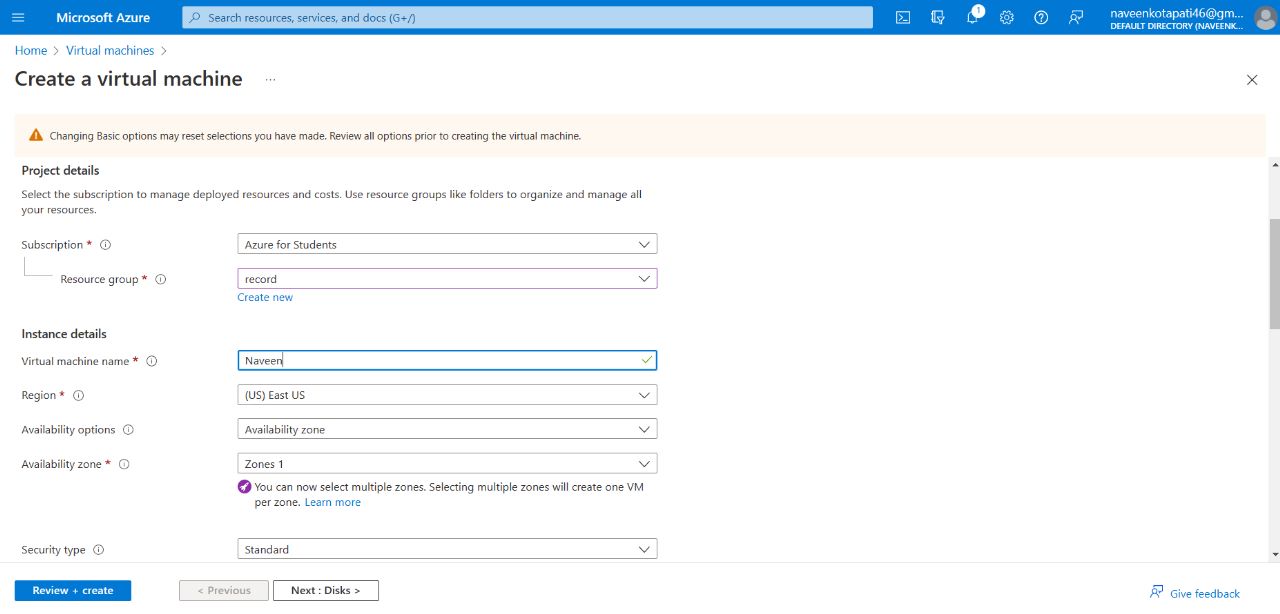 Microsoft Azure
Search resources, services, and docs (G+/)
1
naveenkotapati46@gm...
DEFAULT DIRECTORY (NAVEENK...
Home > Virtual machines >
Create a virtual machine ...
Changing Basic options may reset selections you have made. Review all options prior to creating the virtual machine.
Project details
Select the subscription to manage deployed resources and costs. Use resource groups like folders to organize and manage all
your resources.
Subscription *
Azure for Students
Resource group *
record
Create new
Instance details
Virtual machine name *
Naveen
Region *
(US) East US
Availability options
Availability zone
Availability zone *
Zones 1
You can now select multiple zones. Selecting multiple zones will create one VM
per zone. Learn more
Security type
Standard
Review + create
< Previous
Next : Disks >
Give feedback